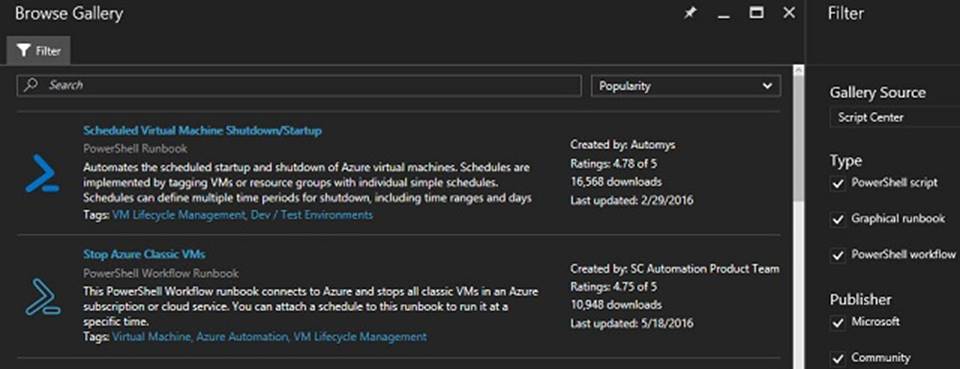 Browse Gallery
Filter
Search
Popularity
Scheduled Virtual Machine Shutdown/Startup
PowerShell Runbook
Automates the scheduled startup and shutdown of Azure virtual machines. Schedules are
implemented by tagging VMs or resource groups with individual simple schedules.
Schedules can define multiple time periods for shutdown, including time ranges and days
Tags: VM Lifecycle Management, Dev / Test Environments
Created by: Automys
Ratings: 4.78 of 5
16,568 downloads
Last updated: 2/29/2016
Stop Azure Classic VMs
PowerShell Workflow Runbook
This PowerShell Workflow runbook connects to Azure and stops all classic VMs in an Azure
subscription or cloud service. You can attach a schedule to this runbook to run it at a
specific time.
Tags: Virtual Machine, Azure Automation, VM Lifecycle Management
Created by: SC Automation Product Team
Ratings: 4.75 of 5
10,948 downloads
Last updated: 5/18/2016
Filter
Gallery Source
Script Center
Type
PowerShell script
Graphical runbook
PowerShell workflow
Publisher
Microsoft
Community